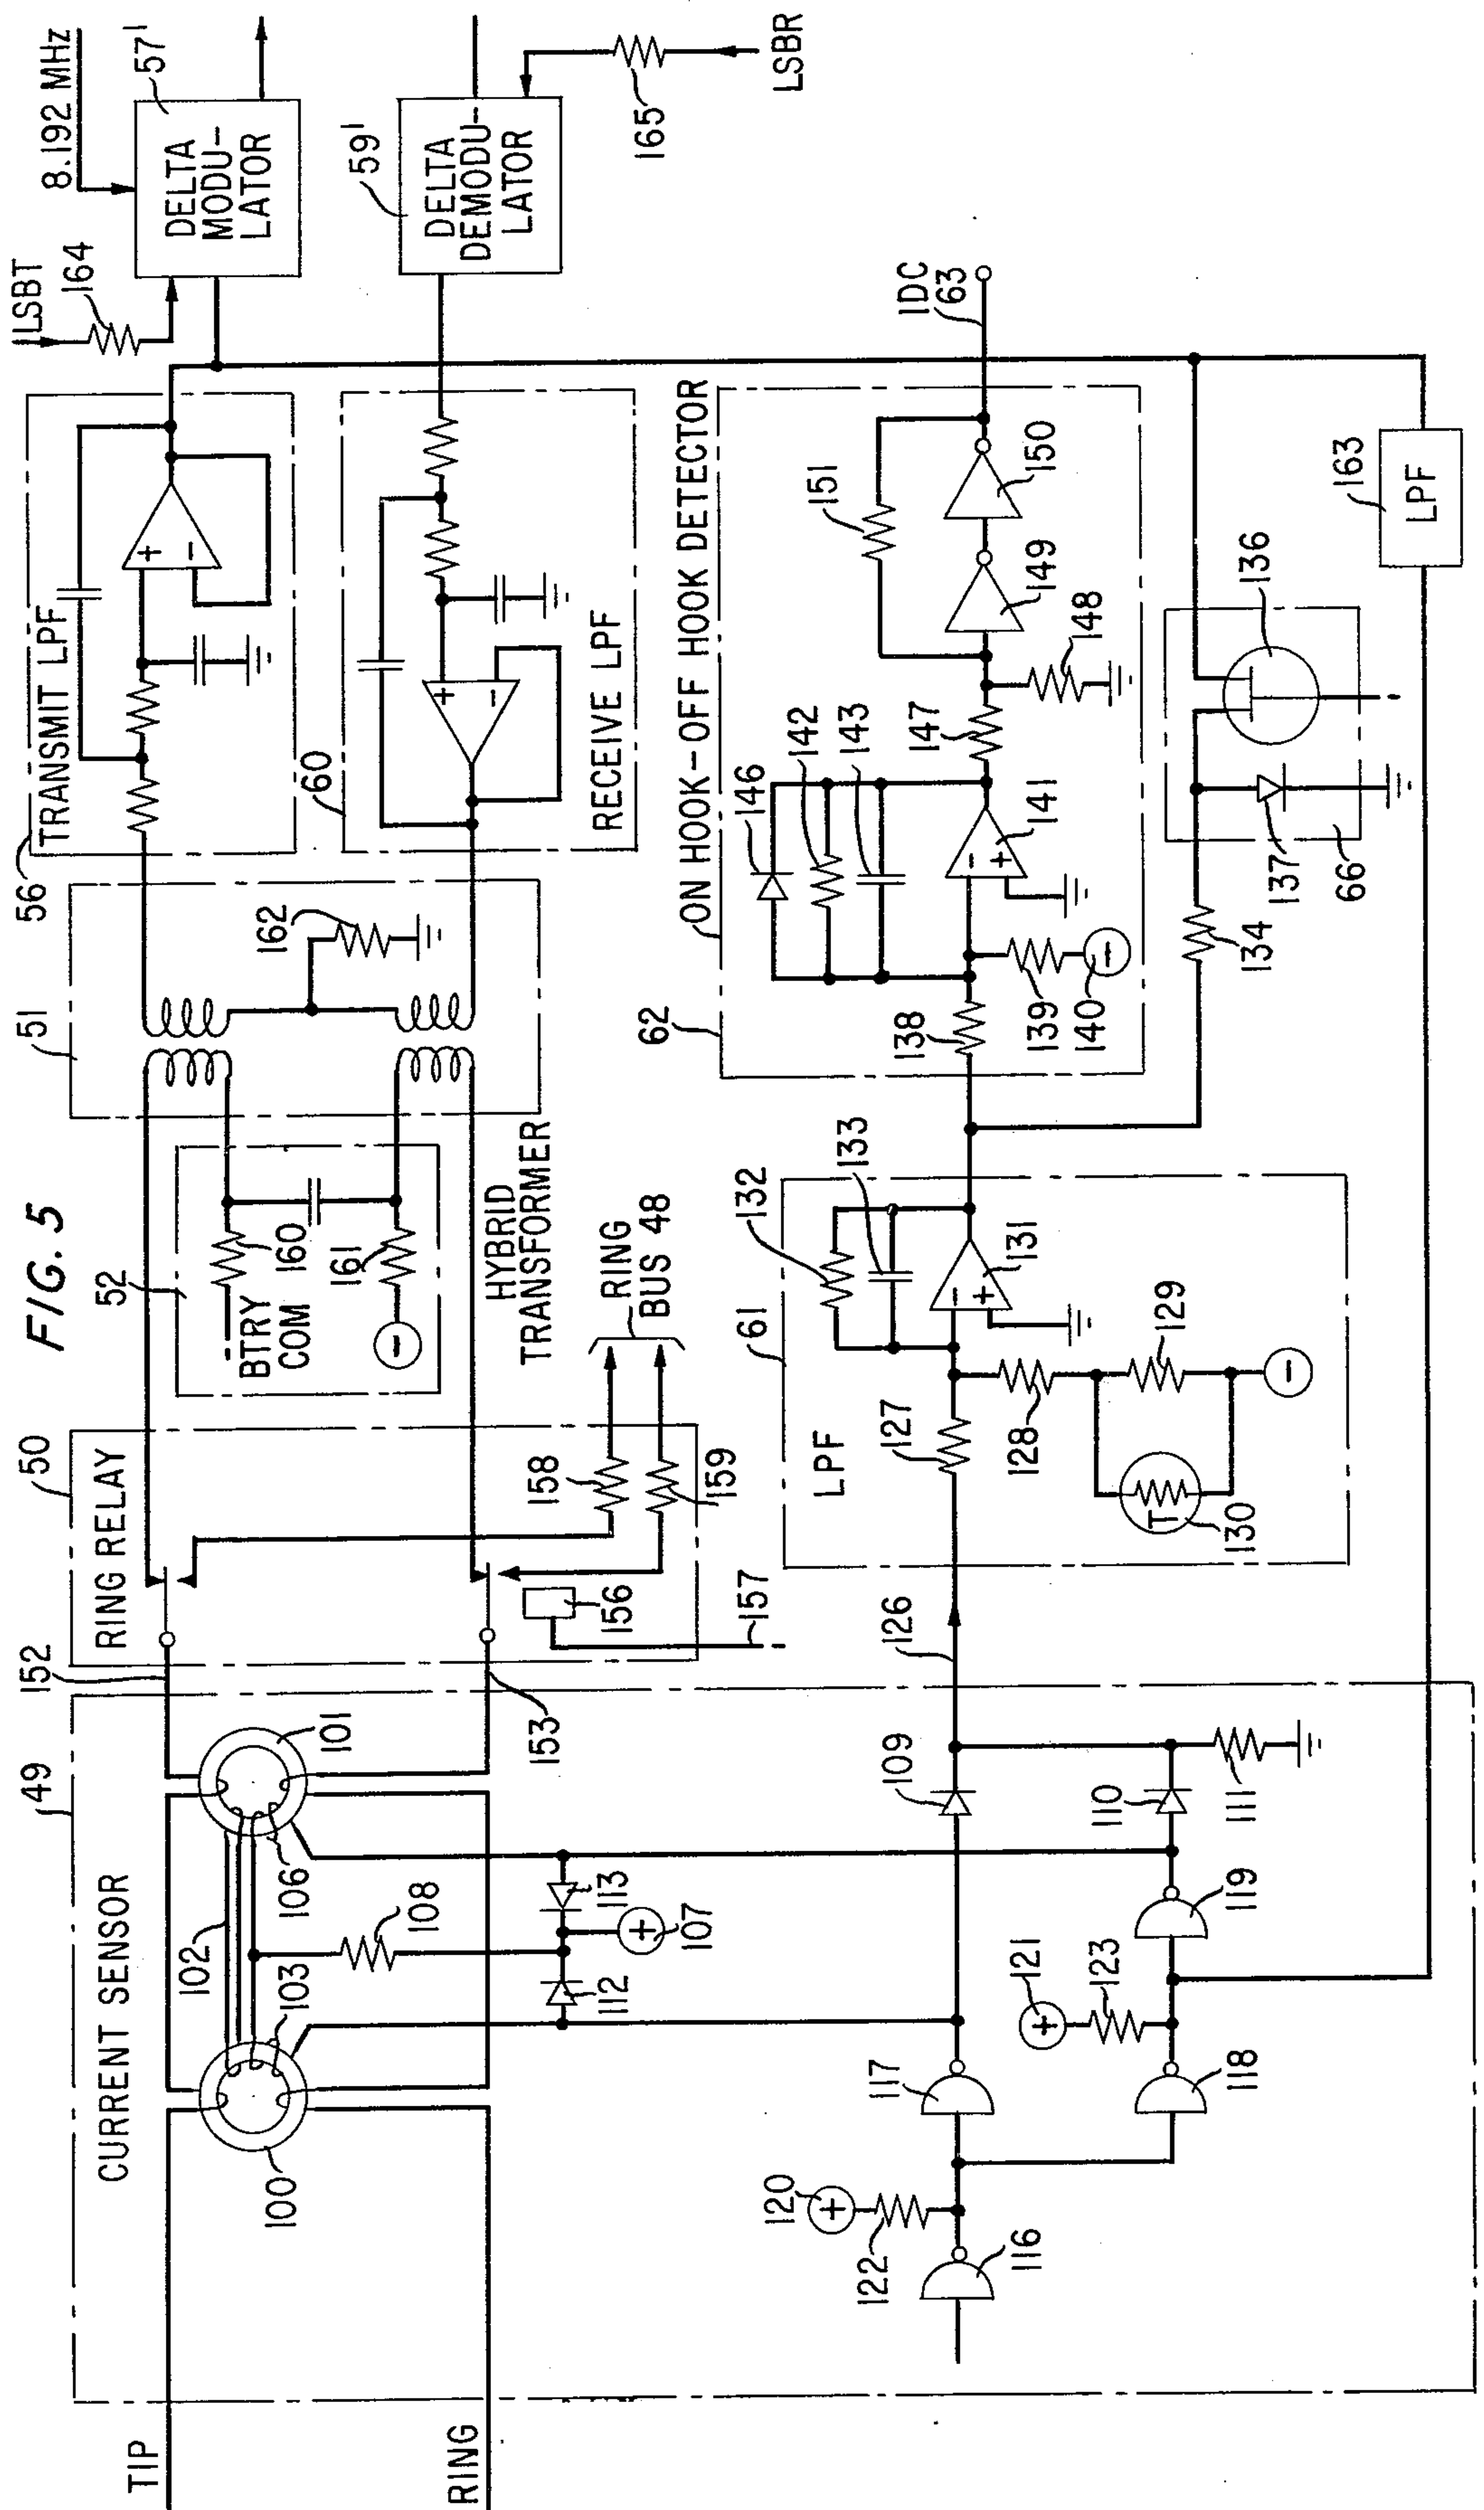 FIG. 5
TIP
RING
49
CURRENT SENSOR
100
101
102
103
106
108
113
107
112
109
110
111
116
117
118
119
120
121
122
123
126
152
153
50
RING RELAY
156
157
158
159
RING
BUS 48
52
BTRY
COM
160
161
51
HYBRID
TRANSFORMER
162
56
TRANSMIT LPF
+
−
60
RECEIVE LPF
+
−
LSBT
164
8.192 MHz
57'
DELTA
MODU-
LATOR
59'
DELTA
DEMODU-
LATOR
165
LSBR
61
LPF
127
128
129
T
130
131
132
133
62
ON HOOK-OFF HOOK DETECTOR
138
139
140
141
142
143
146
147
148
149
150
151
IDC
63
134
137
66
136
163
LPF